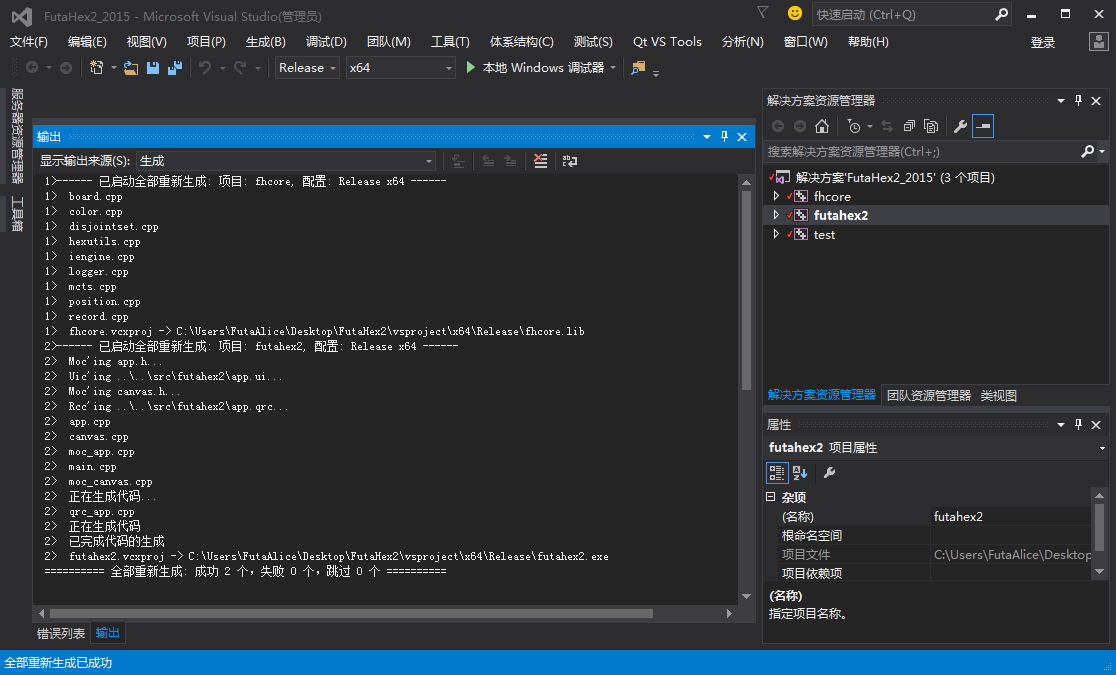 FutaHex2_2015 - Microsoft Visual Studio(管理员)
快速启动 (Ctrl+Q)
文件(F) 编辑(E) 视图(V) 项目(P) 生成(B) 调试(D) 团队(M) 工具(T) 体系结构(C) 测试(S) Qt VS Tools 分析(N) 窗口(W) 帮助(H) 登录
Release x64 本地 Windows 调试器
服务器资源管理器
工具箱
输出
显示输出来源(S): 生成
1>------ 已启动全部重新生成: 项目: fhcore, 配置: Release x64 ------
1> board.cpp
1> color.cpp
1> disjointset.cpp
1> hexutils.cpp
1> iengine.cpp
1> logger.cpp
1> mcts.cpp
1> position.cpp
1> record.cpp
1> fhcore.vcxproj -> C:\Users\FutaAlice\Desktop\FutaHex2\vsproject\x64\Release\fhcore.lib
2>------ 已启动全部重新生成: 项目: futahex2, 配置: Release x64 ------
2> Moc'ing app.h...
2> Uic'ing ..\..\src\futahex2\app.ui...
2> Moc'ing canvas.h...
2> Rcc'ing ..\..\src\futahex2\app.qrc...
2> app.cpp
2> canvas.cpp
2> moc_app.cpp
2> main.cpp
2> moc_canvas.cpp
2> 正在生成代码...
2> qrc_app.cpp
2> 正在生成代码
2> 已完成代码的生成
2> futahex2.vcxproj -> C:\Users\FutaAlice\Desktop\FutaHex2\vsproject\x64\Release\futahex2.exe
========== 全部重新生成: 成功 2 个，失败 0 个，跳过 0 个 ==========
错误列表 输出
全部重新生成已成功
解决方案资源管理器
搜索解决方案资源管理器(Ctrl+;)
解决方案'FutaHex2_2015' (3 个项目)
fhcore
futahex2
test
解决方案资源管理器 团队资源管理器 类视图
属性
futahex2 项目属性
杂项
(名称) futahex2
根命名空间
项目文件 C:\Users\FutaAlice\Desktop
项目依赖项
(名称)
指定项目名称。